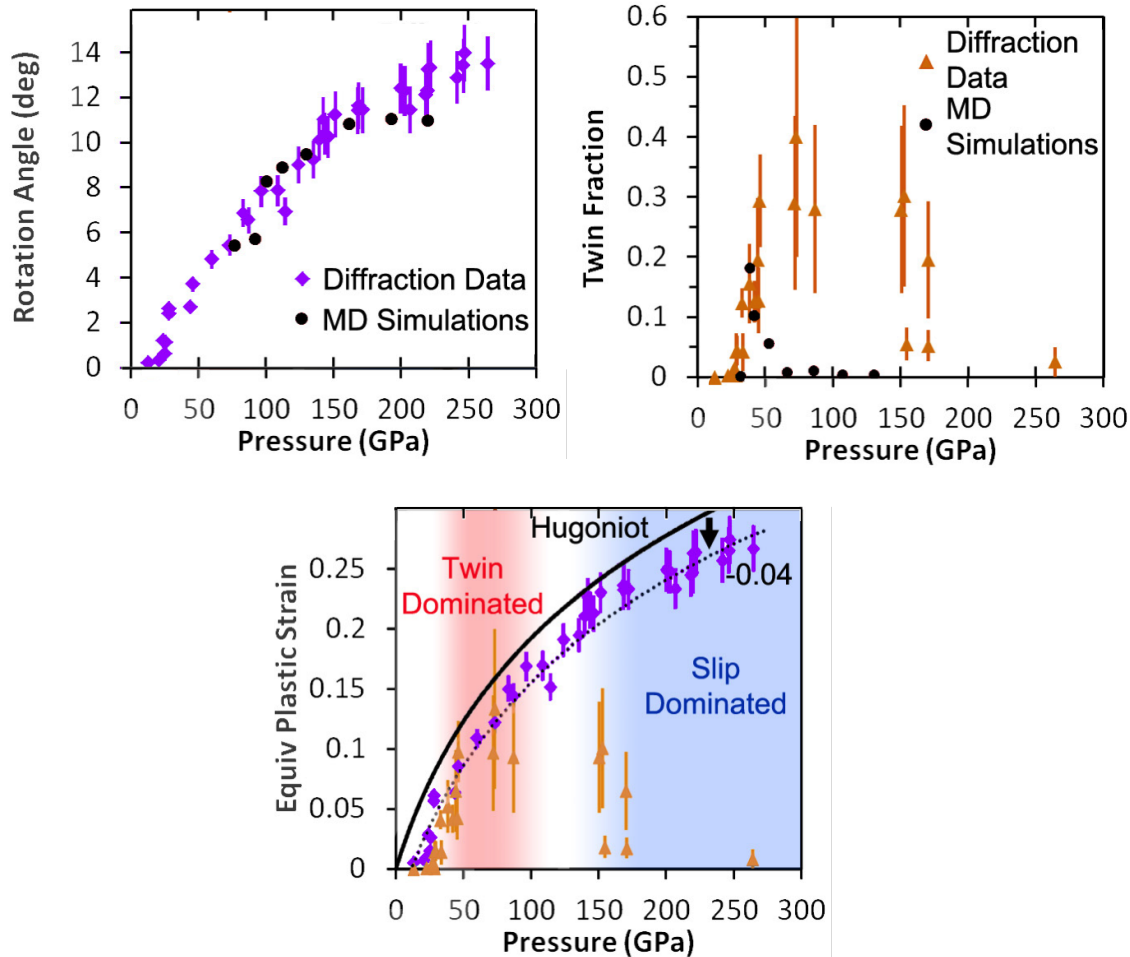 Rotation Angle (deg)
14
12
10
8
6
4
2
0
Diffraction Data
MD Simulations
0 50 100 150 200 250 300
Pressure (GPa)
Twin Fraction
0.6
0.5
0.4
0.3
0.2
0.1
0
Diffraction
Data
MD
Simulations
0 50 100 150 200 250 300
Pressure (GPa)
Equiv Plastic Strain
0.25
0.2
0.15
0.1
0.05
0
Hugoniot
-0.04
Twin
Dominated
Slip
Dominated
0 50 100 150 200 250 300
Pressure (GPa)